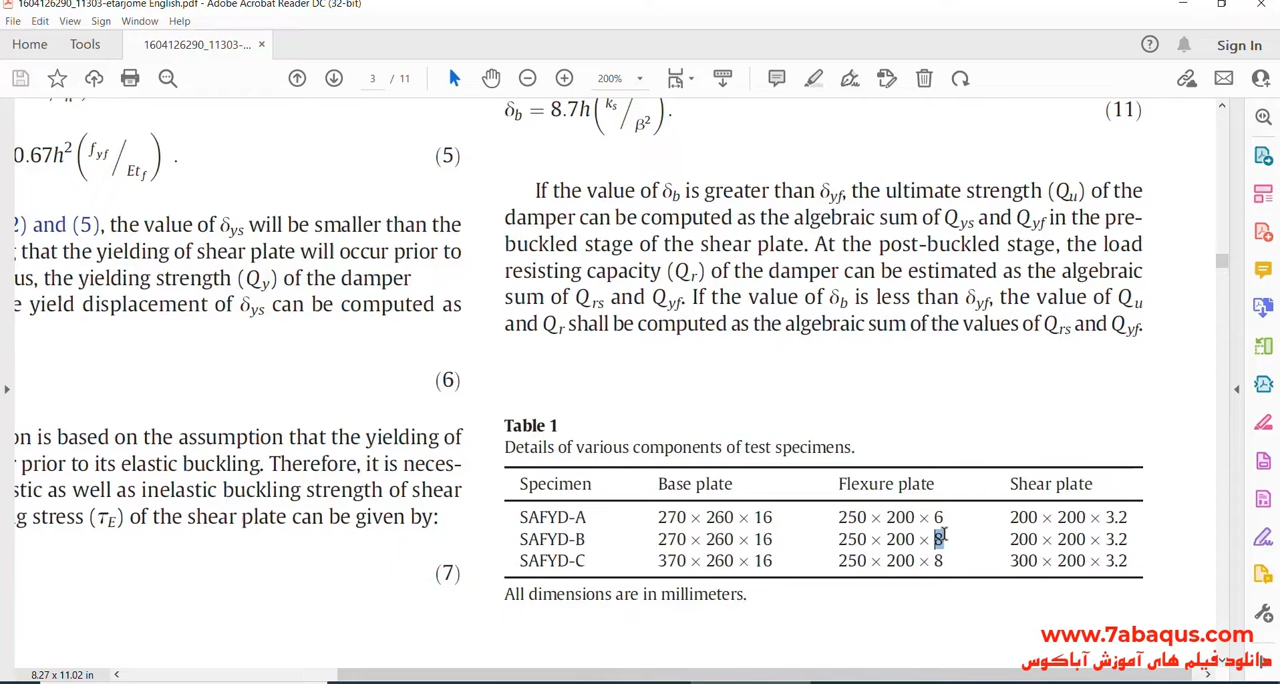 1604126290_11303-etarjome English.pdf - Adobe Acrobat Reader DC (32-bit)
File Edit View Sign Window Help
Home Tools 1604126290_11303-... × Sign In
3 / 11 200%
δb = 8.7h(ks/β²). (11)
0.67h²(fyf/Etf). (5)
If the value of δb is greater than δyf, the ultimate strength (Qu) of the
damper can be computed as the algebraic sum of Qys and Qyf in the pre-
buckled stage of the shear plate. At the post-buckled stage, the load
resisting capacity (Qr) of the damper can be estimated as the algebraic
sum of Qrs and Qyf. If the value of δb is less than δyf, the value of Qu
and Qr shall be computed as the algebraic sum of the values of Qrs and Qyf.
2) and (5), the value of δys will be smaller than the
that the yielding of shear plate will occur prior to
us, the yielding strength (Qy) of the damper
e yield displacement of δys can be computed as
(6)
on is based on the assumption that the yielding of
prior to its elastic buckling. Therefore, it is neces-
stic as well as inelastic buckling strength of shear
g stress (τE) of the shear plate can be given by:
(7)
Table 1
Details of various components of test specimens.
Specimen Base plate Flexure plate Shear plate
SAFYD-A 270 × 260 × 16 250 × 200 × 6 200 × 200 × 3.2
SAFYD-B 270 × 260 × 16 250 × 200 × 8 200 × 200 × 3.2
SAFYD-C 370 × 260 × 16 250 × 200 × 8 300 × 200 × 3.2
All dimensions are in millimeters.
www.7abaqus.com
دانلود فیلم های آموزش آباکوس
8.27 x 11.02 in